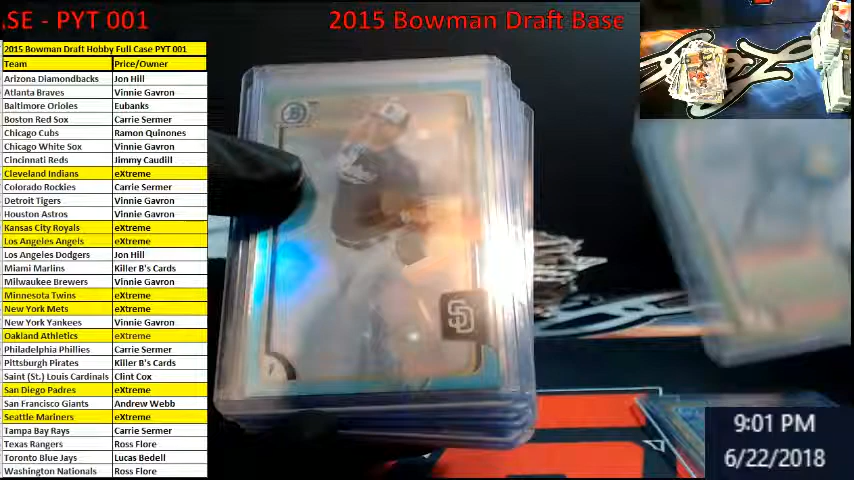 .SE - PYT 001
2015 Bowman Draft Base
2015 Bowman Draft Hobby Full Case PYT 001
Team Price/Owner
Arizona Diamondbacks Jon Hill
Atlanta Braves Vinnie Gavron
Baltimore Orioles Eubanks
Boston Red Sox Carrie Sermer
Chicago Cubs Ramon Quinones
Chicago White Sox Vinnie Gavron
Cincinnati Reds Jimmy Caudill
Cleveland Indians eXtreme
Colorado Rockies Carrie Sermer
Detroit Tigers Vinnie Gavron
Houston Astros Vinnie Gavron
Kansas City Royals eXtreme
Los Angeles Angels eXtreme
Los Angeles Dodgers Jon Hill
Miami Marlins Killer B's Cards
Milwaukee Brewers Vinnie Gavron
Minnesota Twins eXtreme
New York Mets eXtreme
New York Yankees Vinnie Gavron
Oakland Athletics eXtreme
Philadelphia Phillies Carrie Sermer
Pittsburgh Pirates Killer B's Cards
Saint (St.) Louis Cardinals Clint Cox
San Diego Padres eXtreme
San Francisco Giants Andrew Webb
Seattle Mariners eXtreme
Tampa Bay Rays Carrie Sermer
Texas Rangers Ross Flore
Toronto Blue Jays Lucas Bedell
Washington Nationals Ross Flore
SD
9:01 PM
6/22/2018